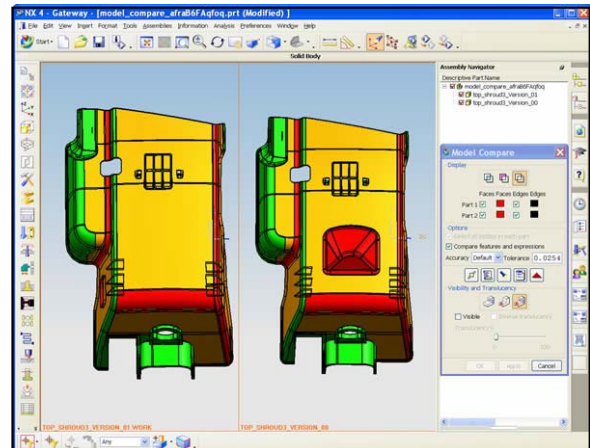 NX 4 - Gateway - [model_compare_afraB6FAqfoq.prt (Modified) ]
File Edit View Insert Format Tools Assemblies Information Analysis Preferences Window Help
Start
Solid Body
Assembly Navigator
Descriptive Part Name
model_compare_afraB6FAqfoq
top_shroud3_Version_01
top_shroud3_Version_00
Model Compare
Display
Faces Faces Edges Edges
Part 1
Part 2
Options
Compare features and expressions
Accuracy Default Tolerance 0.0254
Visibility and Translucency
Visible
OK Apply Cancel
TOP_SHROUD3_VERSION_01 WORK
TOP_SHROUD3_VERSION_00
Any